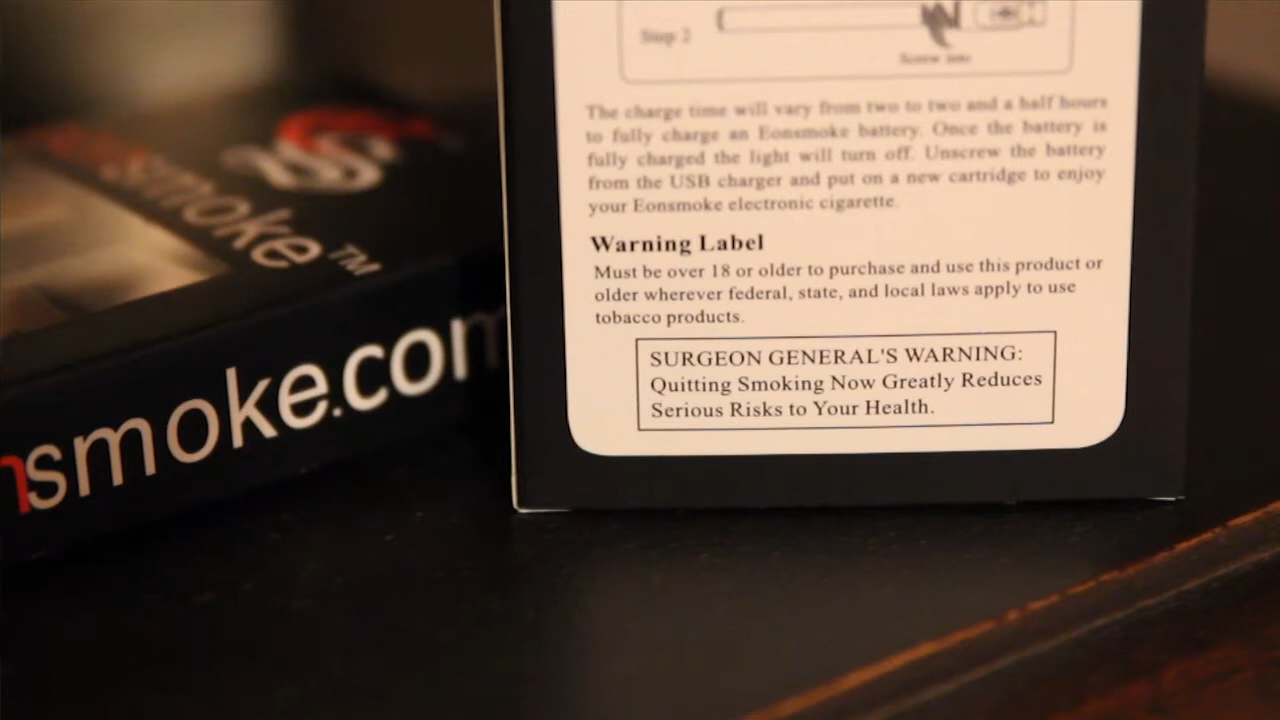 smoke™
nsmoke.com
Step 2
Screw into
The charge time will vary from two to two and a half hours
to fully charge an Eonsmoke battery. Once the battery is
fully charged the light will turn off. Unscrew the battery
from the USB charger and put on a new cartridge to enjoy
your Eonsmoke electronic cigarette.
Warning Label
Must be over 18 or older to purchase and use this product or
older wherever federal, state, and local laws apply to use
tobacco products.
SURGEON GENERAL'S WARNING:
Quitting Smoking Now Greatly Reduces
Serious Risks to Your Health.